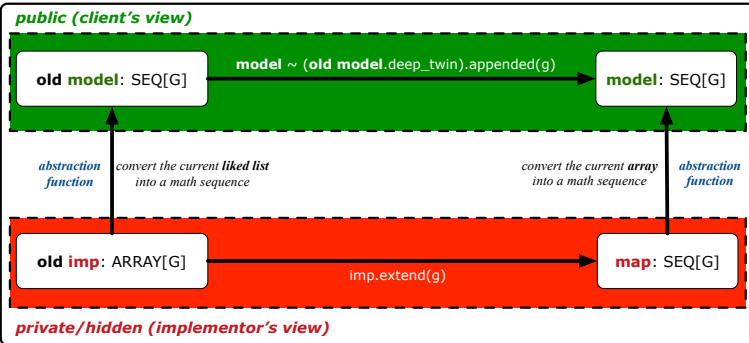 public (client's view)
old model: SEQ[G]
model ~ (old model.deep_twin).appended(g)
model: SEQ[G]
abstraction
function
convert the current liked list
into a math sequence
convert the current array
into a math sequence
abstraction
function
old imp: ARRAY[G]
imp.extend(g)
map: SEQ[G]
private/hidden (implementor's view)